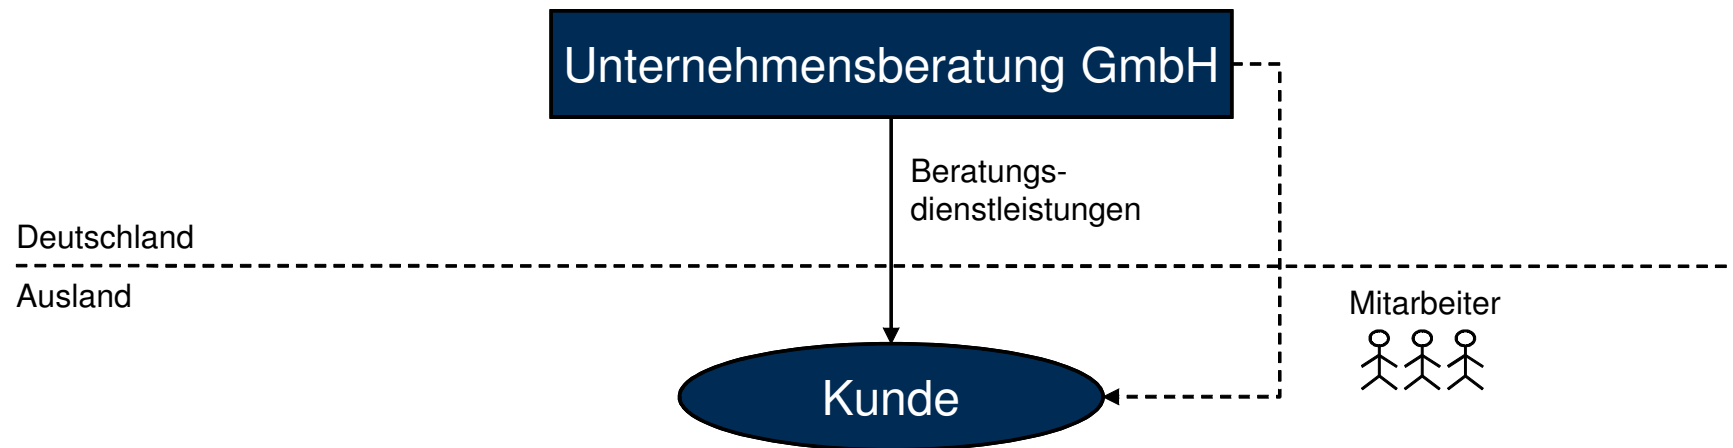 Unternehmensberatung GmbH
Beratungs-
dienstleistungen
Deutschland
Ausland
Mitarbeiter
Kunde